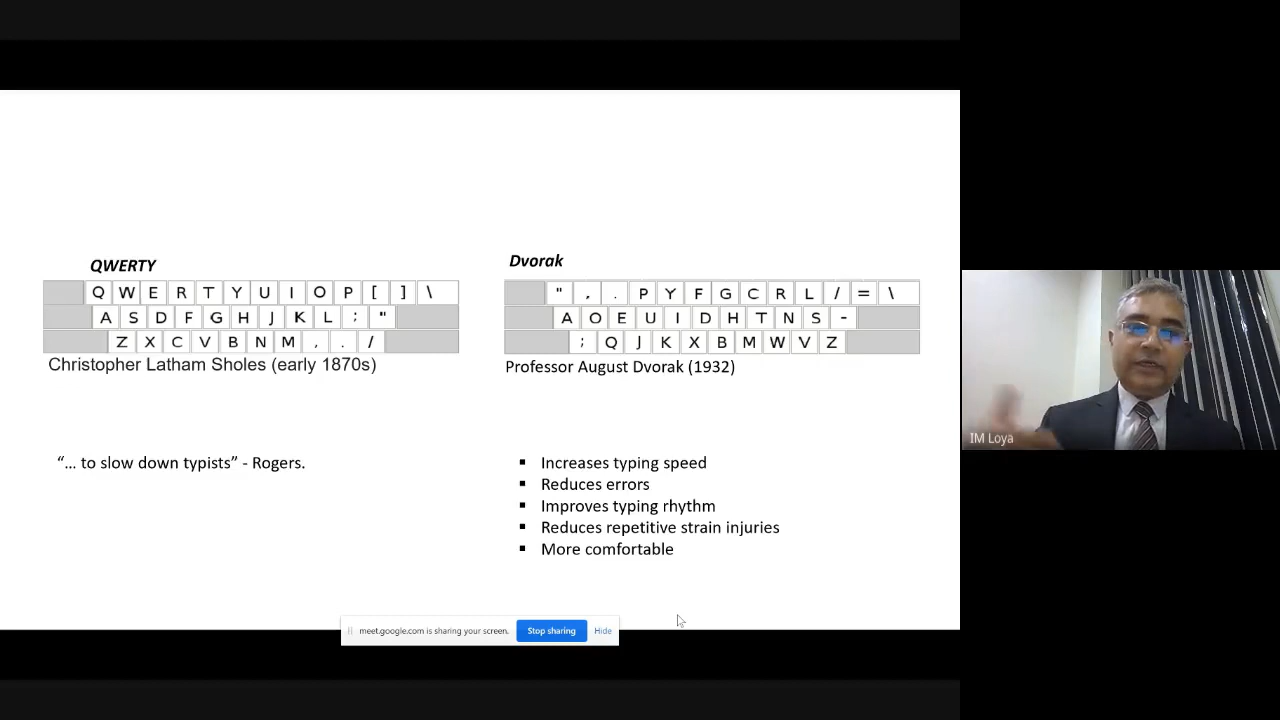 QWERTY
Q W E R T Y U I O P [ ] \
A S D F G H J K L ; "
Z X C V B N M , . /
Christopher Latham Sholes (early 1870s)
“… to slow down typists” - Rogers.
Dvorak
" , . P Y F G C R L / = \
A O E U I D H T N S -
; Q J K X B M W V Z
Professor August Dvorak (1932)
▪ Increases typing speed
▪ Reduces errors
▪ Improves typing rhythm
▪ Reduces repetitive strain injuries
▪ More comfortable
meet.google.com is sharing your screen. Stop sharing Hide
IM Loya